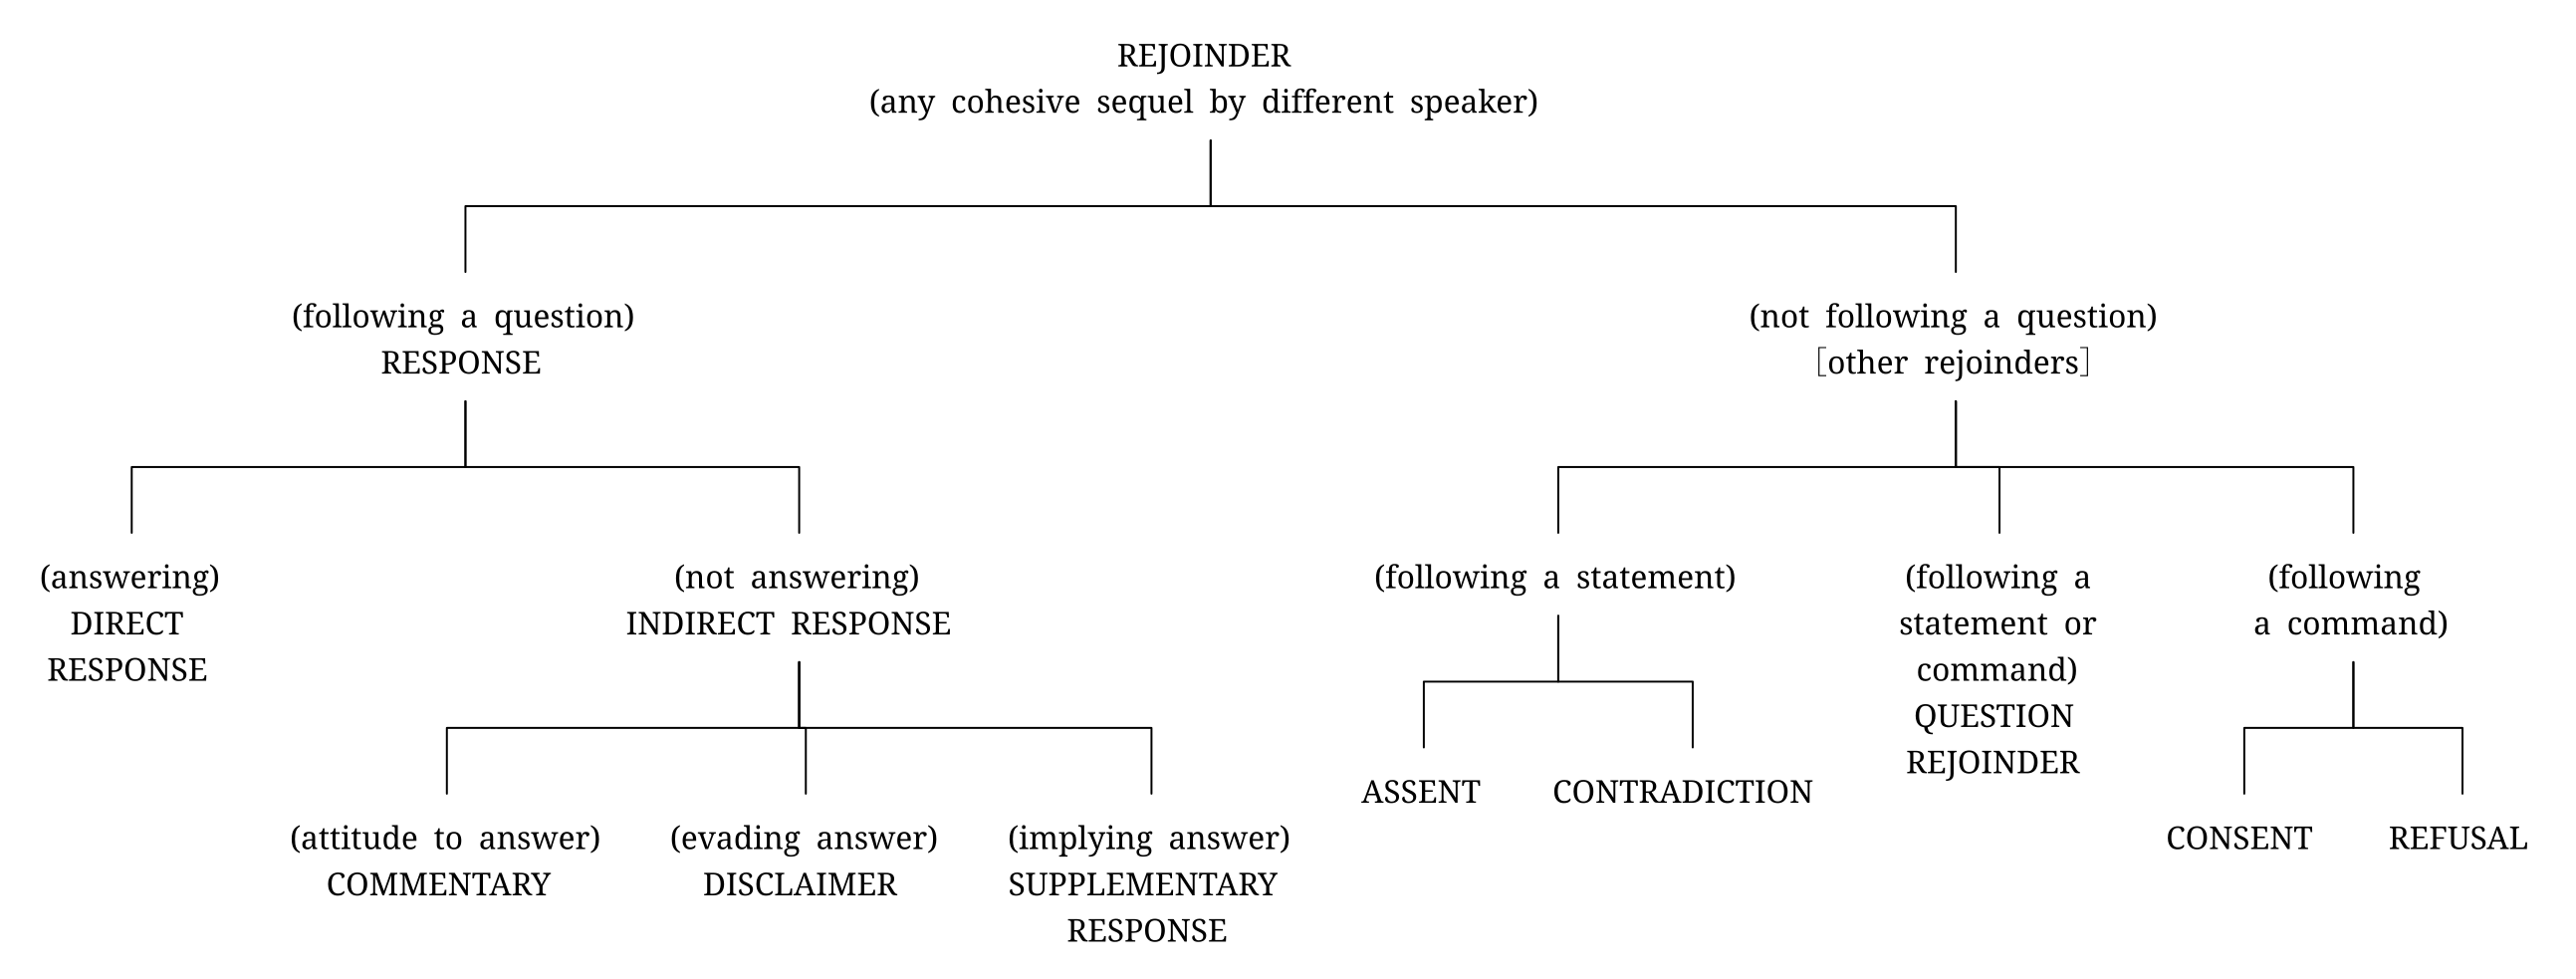 REJOINDER
(any cohesive sequel by different speaker)
(following a question)
RESPONSE
(not following a question)
[other rejoinders]
(answering)
DIRECT
RESPONSE
(not answering)
INDIRECT RESPONSE
(following a statement)
(following a
statement or
command)
QUESTION
REJOINDER
(following
a command)
(attitude to answer)
COMMENTARY
(evading answer)
DISCLAIMER
(implying answer)
SUPPLEMENTARY
RESPONSE
ASSENT
CONTRADICTION
CONSENT
REFUSAL